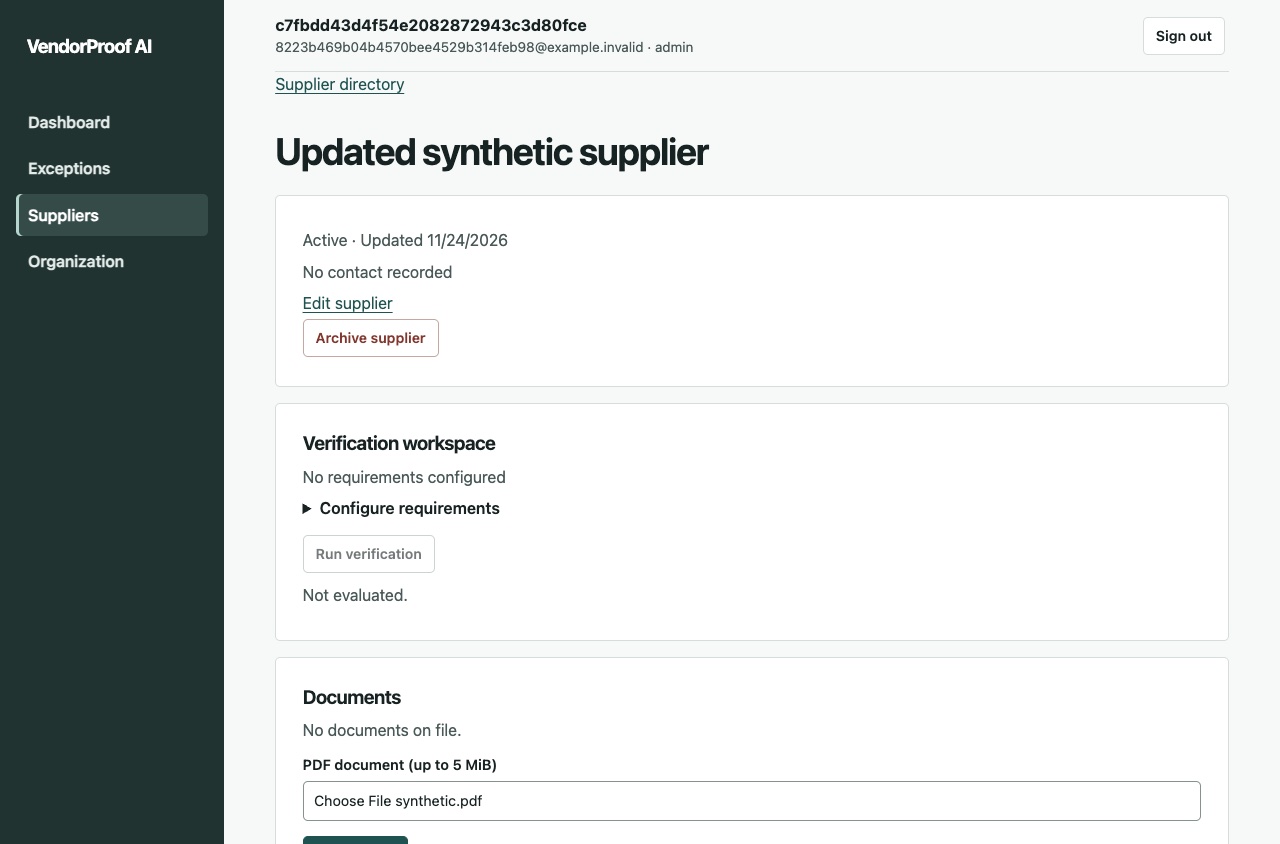 VendorProof AI
Dashboard
Exceptions
Suppliers
Organization
c7fbdd43d4f54e2082872943c3d80fce
8223b469b04b4570bee4529b314feb98@example.invalid · admin
Sign out
Supplier directory
Updated synthetic supplier
Active · Updated 11/24/2026
No contact recorded
Edit supplier
Archive supplier
Verification workspace
No requirements configured
Configure requirements
Run verification
Not evaluated.
Documents
No documents on file.
PDF document (up to 5 MiB)
Choose File synthetic.pdf